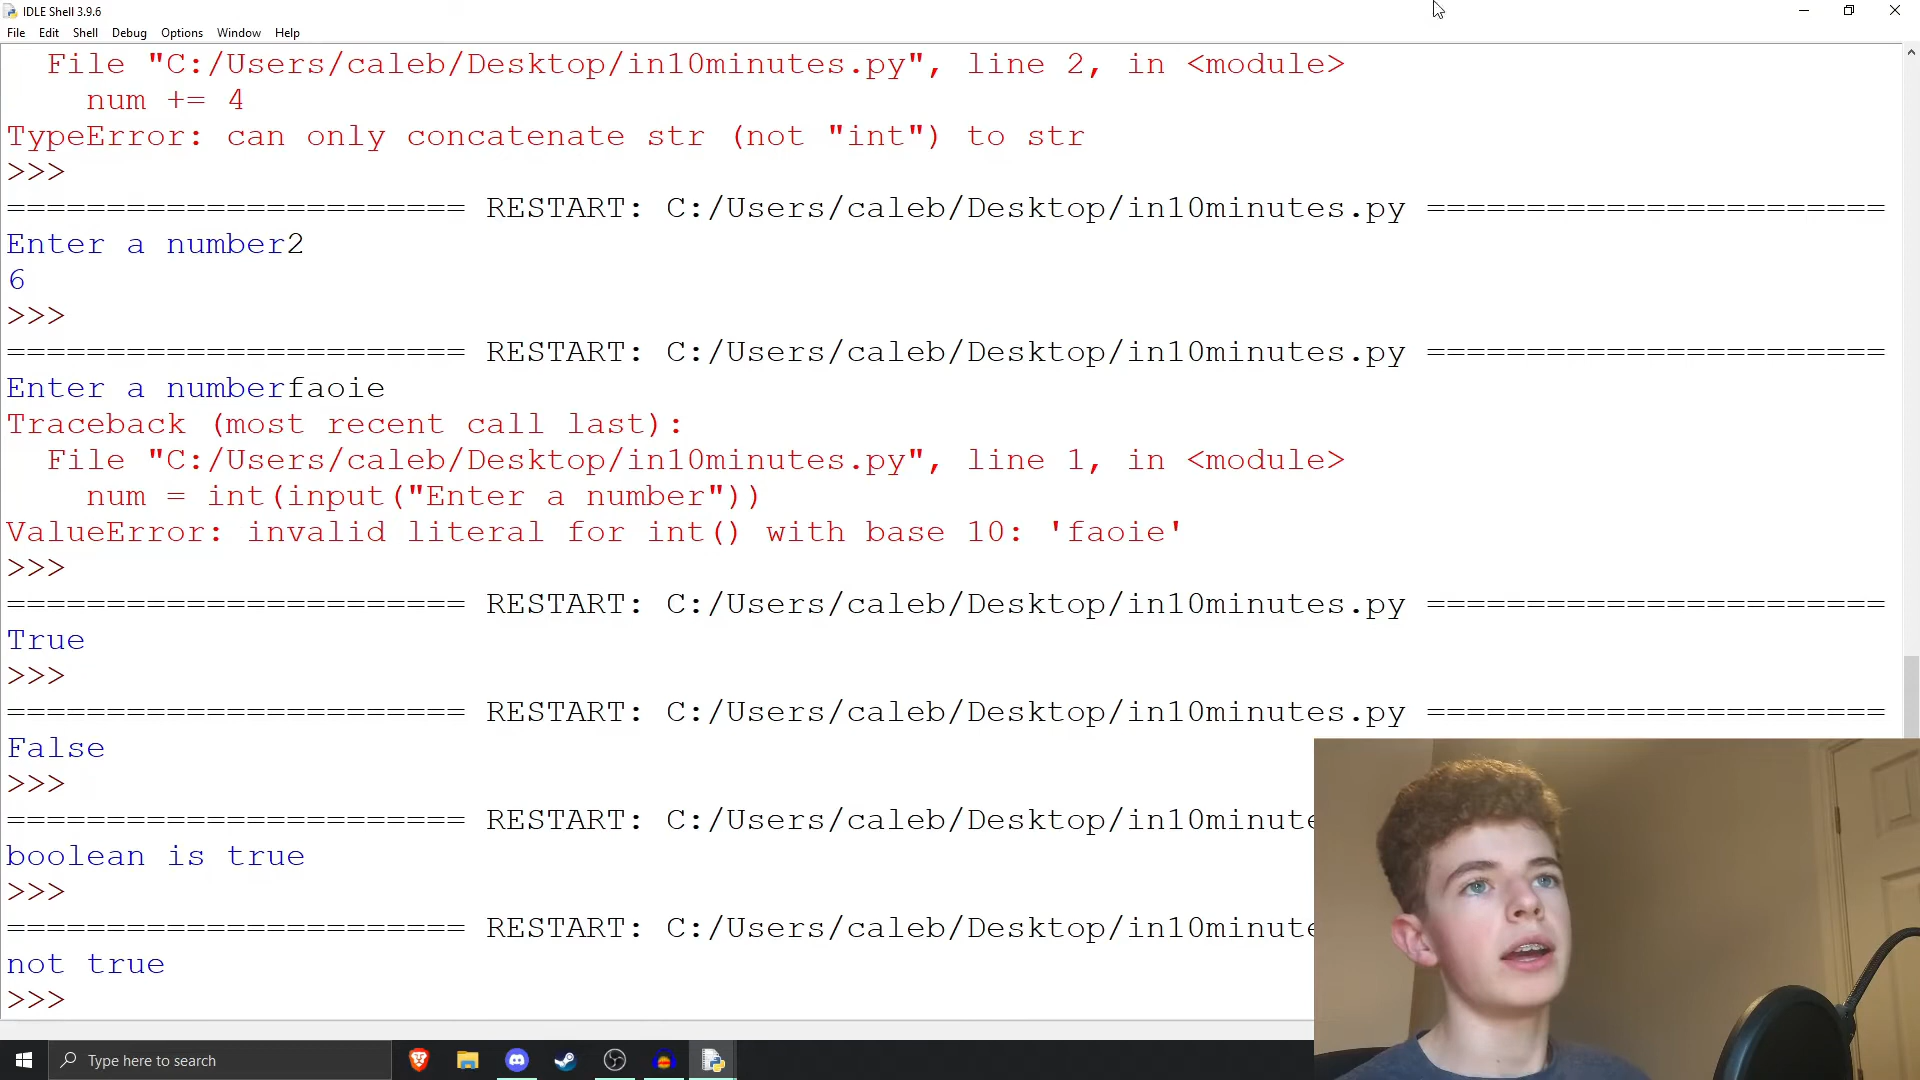 IDLE Shell 3.9.6
File Edit Shell Debug Options Window Help
File "C:/Users/caleb/Desktop/in10minutes.py", line 2, in <module>
num += 4
TypeError: can only concatenate str (not "int") to str
>>>
======================= RESTART: C:/Users/caleb/Desktop/in10minutes.py =======================
Enter a number2
6
>>>
======================= RESTART: C:/Users/caleb/Desktop/in10minutes.py =======================
Enter a numberfaoie
Traceback (most recent call last):
File "C:/Users/caleb/Desktop/in10minutes.py", line 1, in <module>
num = int(input("Enter a number"))
ValueError: invalid literal for int() with base 10: 'faoie'
>>>
======================= RESTART: C:/Users/caleb/Desktop/in10minutes.py =======================
True
>>>
======================= RESTART: C:/Users/caleb/Desktop/in10minutes.py =======================
False
>>>
======================= RESTART: C:/Users/caleb/Desktop/in10minute
boolean is true
>>>
======================= RESTART: C:/Users/caleb/Desktop/in10minute
not true
>>>
Type here to search